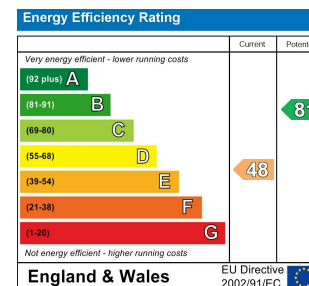 Energy Efficiency Rating
Current
Very energy efficient - lower running costs
(92 plus) A
(81-91) B
(69-80) C
(55-68) D
(39-54) E
48
(21-38) F
(1-20) G
Not energy efficient - higher running costs
England & Wales
EU Directive
2002/91/EC